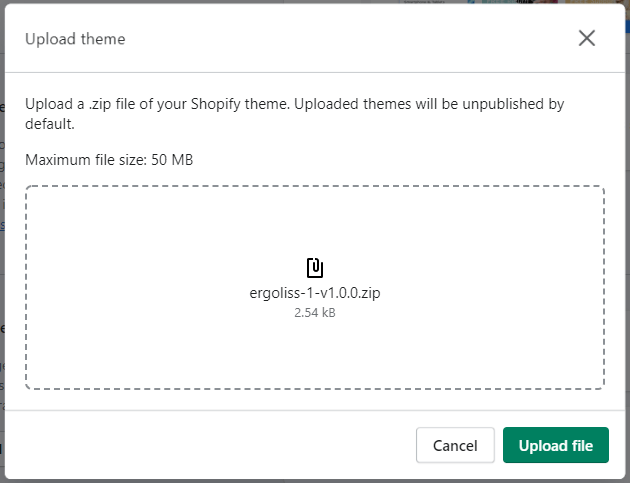 Upload theme
Upload a .zip file of your Shopify theme. Uploaded themes will be unpublished by
default.
Maximum file size: 50 MB
ergoliss-1-v1.0.0.zip
2.54 kB
Cancel
Upload file